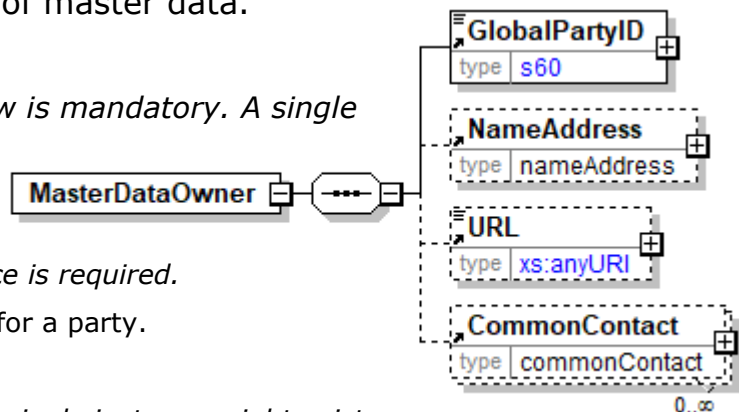 of master data.
GlobalPartyID
type s60
w is mandatory. A single
NameAddress
type nameAddress
MasterDataOwner
URL
type xs:anyURI
ce is required.
for a party.
CommonContact
type commonContact
0..∞